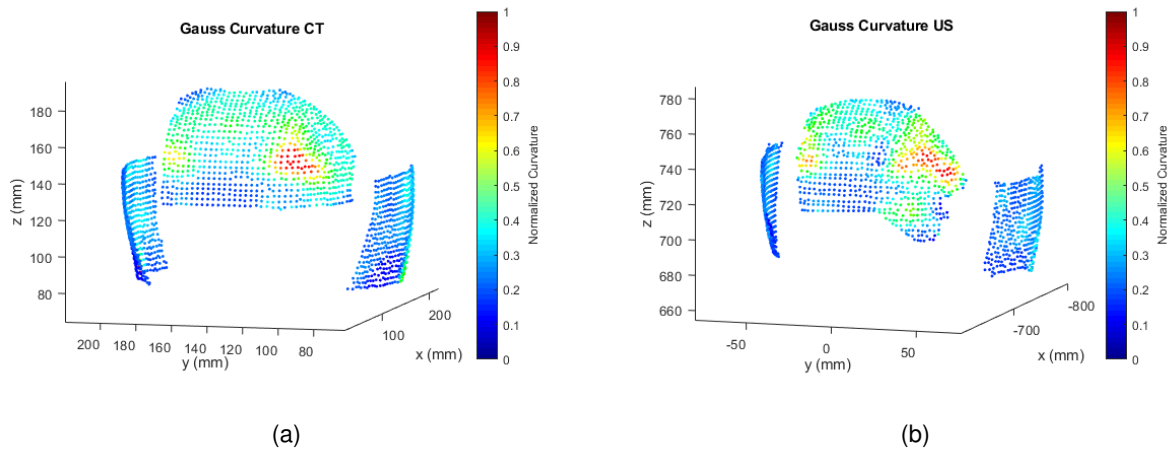 Gauss Curvature CT
180
160
140
120
100
80
z (mm)
200 180 160 140 120 100 80
y (mm)
100
200
x (mm)
1
0.9
0.8
0.7
0.6
0.5
0.4
0.3
0.2
0.1
0
Normalized Curvature
(a)
Gauss Curvature US
780
760
740
720
700
680
660
z (mm)
-50 0 50
y (mm)
-700
-800
x (mm)
1
0.9
0.8
0.7
0.6
0.5
0.4
0.3
0.2
0.1
0
Normalized Curvature
(b)